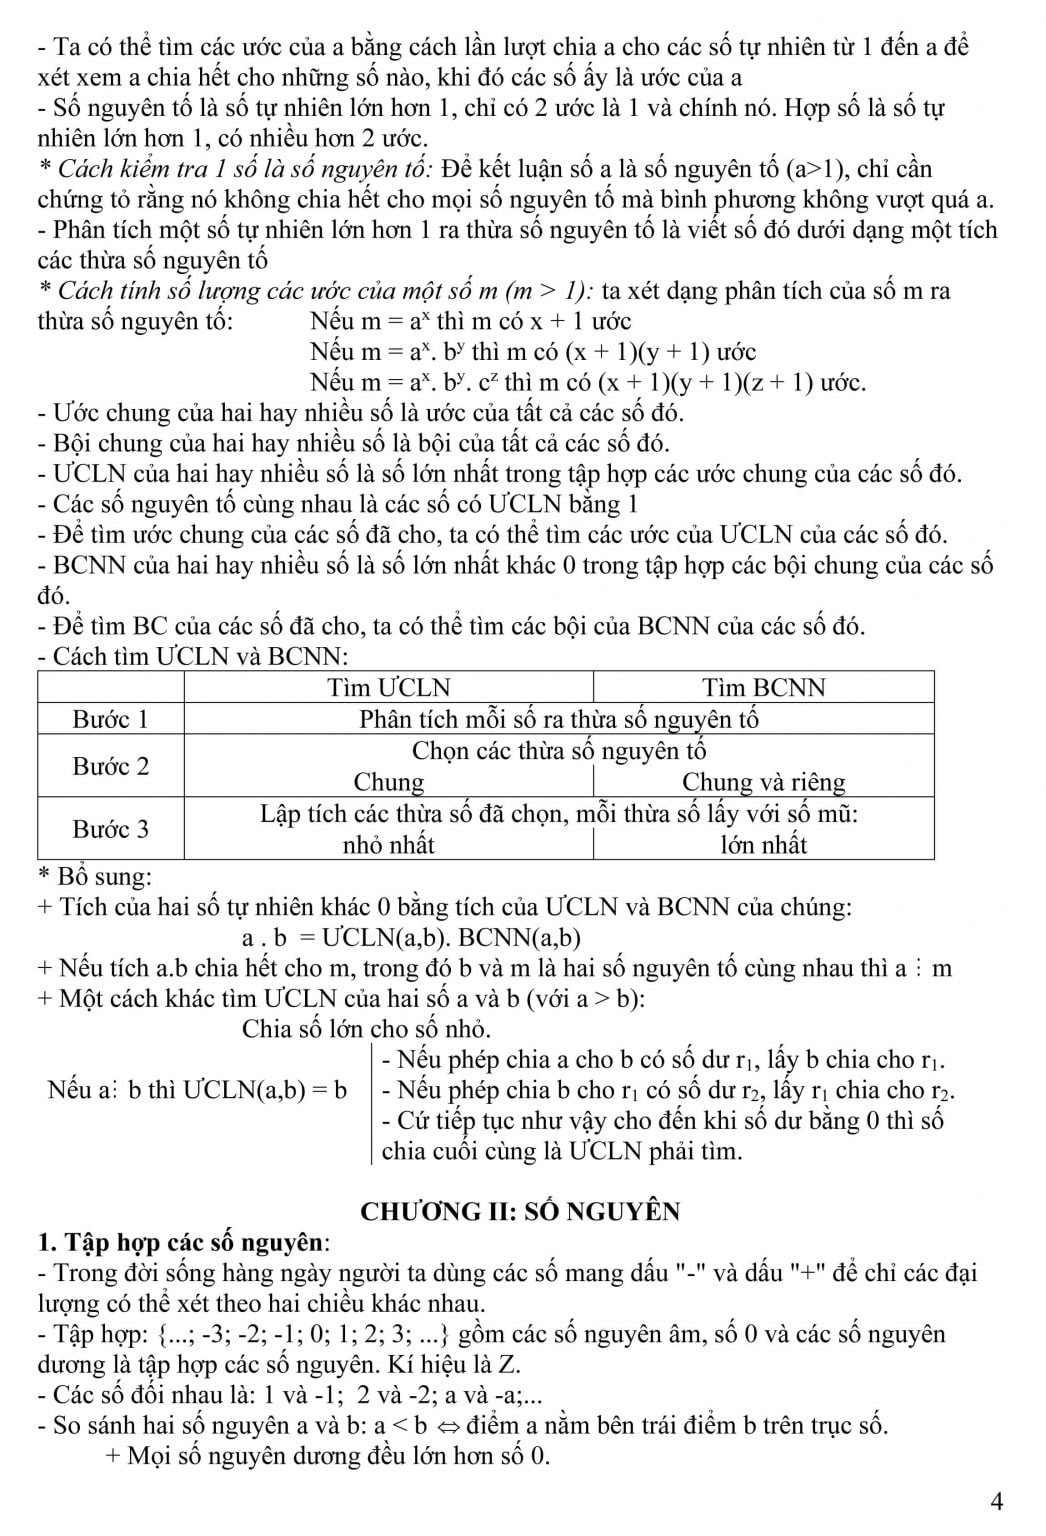 - Ta có thể tìm các ước của a bằng cách lần lượt chia a cho các số tự nhiên từ 1 đến a để
xét xem a chia hết cho những số nào, khi đó các số ấy là ước của a
- Số nguyên tố là số tự nhiên lớn hơn 1, chỉ có 2 ước là 1 và chính nó. Hợp số là số tự
nhiên lớn hơn 1, có nhiều hơn 2 ước.
* Cách kiểm tra 1 số là số nguyên tố: Để kết luận số a là số nguyên tố (a>1), chỉ cần
chứng tỏ rằng nó không chia hết cho mọi số nguyên tố mà bình phương không vượt quá a.
- Phân tích một số tự nhiên lớn hơn 1 ra thừa số nguyên tố là viết số đó dưới dạng một tích
các thừa số nguyên tố
* Cách tính số lượng các ước của một số m (m > 1): ta xét dạng phân tích của số m ra
thừa số nguyên tố: Nếu m = aˣ thì m có x + 1 ước
Nếu m = aˣ. bʸ thì m có (x + 1)(y + 1) ước
Nếu m = aˣ. bʸ. cᶻ thì m có (x + 1)(y + 1)(z + 1) ước.
- Ước chung của hai hay nhiều số là ước của tất cả các số đó.
- Bội chung của hai hay nhiều số là bội của tất cả các số đó.
- ƯCLN của hai hay nhiều số là số lớn nhất trong tập hợp các ước chung của các số đó.
- Các số nguyên tố cùng nhau là các số có ƯCLN bằng 1
- Để tìm ước chung của các số đã cho, ta có thể tìm các ước của ƯCLN của các số đó.
- BCNN của hai hay nhiều số là số lớn nhất khác 0 trong tập hợp các bội chung của các số
đó.
- Để tìm BC của các số đã cho, ta có thể tìm các bội của BCNN của các số đó.
- Cách tìm ƯCLN và BCNN:
Tìm ƯCLN Tìm BCNN
Bước 1 Phân tích mỗi số ra thừa số nguyên tố
Bước 2 Chọn các thừa số nguyên tố
Chung Chung và riêng
Bước 3 Lập tích các thừa số đã chọn, mỗi thừa số lấy với số mũ:
nhỏ nhất lớn nhất
* Bổ sung:
+ Tích của hai số tự nhiên khác 0 bằng tích của ƯCLN và BCNN của chúng:
a . b = ƯCLN(a,b). BCNN(a,b)
+ Nếu tích a.b chia hết cho m, trong đó b và m là hai số nguyên tố cùng nhau thì a ⋮ m
+ Một cách khác tìm ƯCLN của hai số a và b (với a > b):
Chia số lớn cho số nhỏ.
Nếu a⋮ b thì ƯCLN(a,b) = b
- Nếu phép chia a cho b có số dư r₁, lấy b chia cho r₁.
- Nếu phép chia b cho r₁ có số dư r₂, lấy r₁ chia cho r₂.
- Cứ tiếp tục như vậy cho đến khi số dư bằng 0 thì số
chia cuối cùng là ƯCLN phải tìm.
CHƯƠNG II: SỐ NGUYÊN
1. Tập hợp các số nguyên:
- Trong đời sống hàng ngày người ta dùng các số mang dấu "-" và dấu "+" để chỉ các đại
lượng có thể xét theo hai chiều khác nhau.
- Tập hợp: {...; -3; -2; -1; 0; 1; 2; 3; ...} gồm các số nguyên âm, số 0 và các số nguyên
dương là tập hợp các số nguyên. Kí hiệu là Z.
- Các số đối nhau là: 1 và -1; 2 và -2; a và -a;...
- So sánh hai số nguyên a và b: a < b ⇔ điểm a nằm bên trái điểm b trên trục số.
+ Mọi số nguyên dương đều lớn hơn số 0.
4